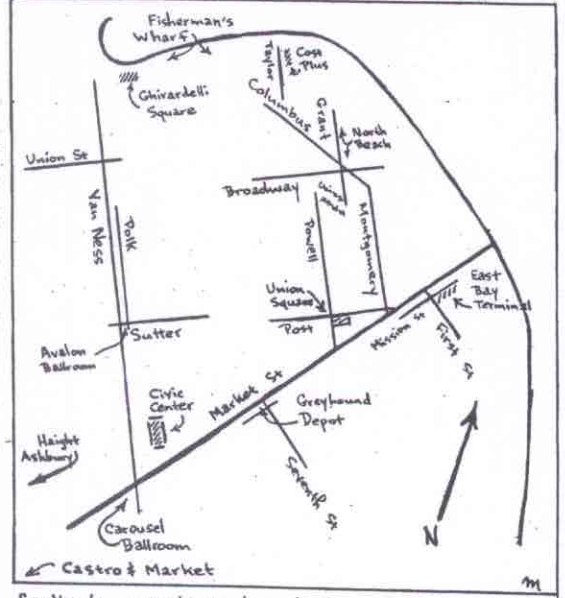 Fisherman's
Wharf
Taylor
Cost
Plus
Ghirardelli
Square
Columbus
Grant
North
Beach
Union St
Broadway
Van Ness
Polk
Powell
Montgomery
Union
Square
East
Bay
Terminal
Sutter
Post
Mission St
First St
Avalon
Ballroom
Market St
Civic
Center
Greyhound
Depot
Haight
Ashbury
Seventh St
N
Carousel
Ballroom
Castro & Market
m